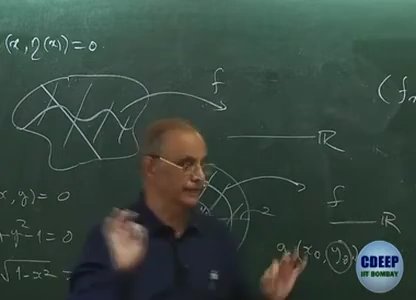 (x, η(x)) = 0
f
(f
ℝ
x, y) = 0
f
+ y² - 1 = 0
2
ℝ
g(x₀, y₀)
√1-x² =
CDEEP
IIT BOMBAY